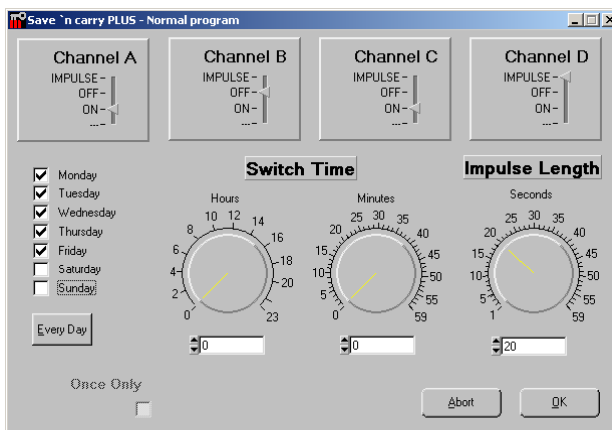 Save `n carry PLUS - Normal program
Channel A
IMPULSE
OFF
ON
---
Channel B
IMPULSE
OFF
ON
---
Channel C
IMPULSE
OFF
ON
---
Channel D
IMPULSE
OFF
ON
---
Monday
Tuesday
Wednesday
Thursday
Friday
Saturday
Sunday
Every Day
Once Only
Switch Time
Hours
0 2 4 6 8 10 12 14 16 18 20 23
0
Minutes
0 5 10 15 20 25 30 35 40 45 50 55 59
0
Impulse Length
Seconds
1 5 10 15 20 25 30 35 40 45 50 55 59
20
Abort
OK